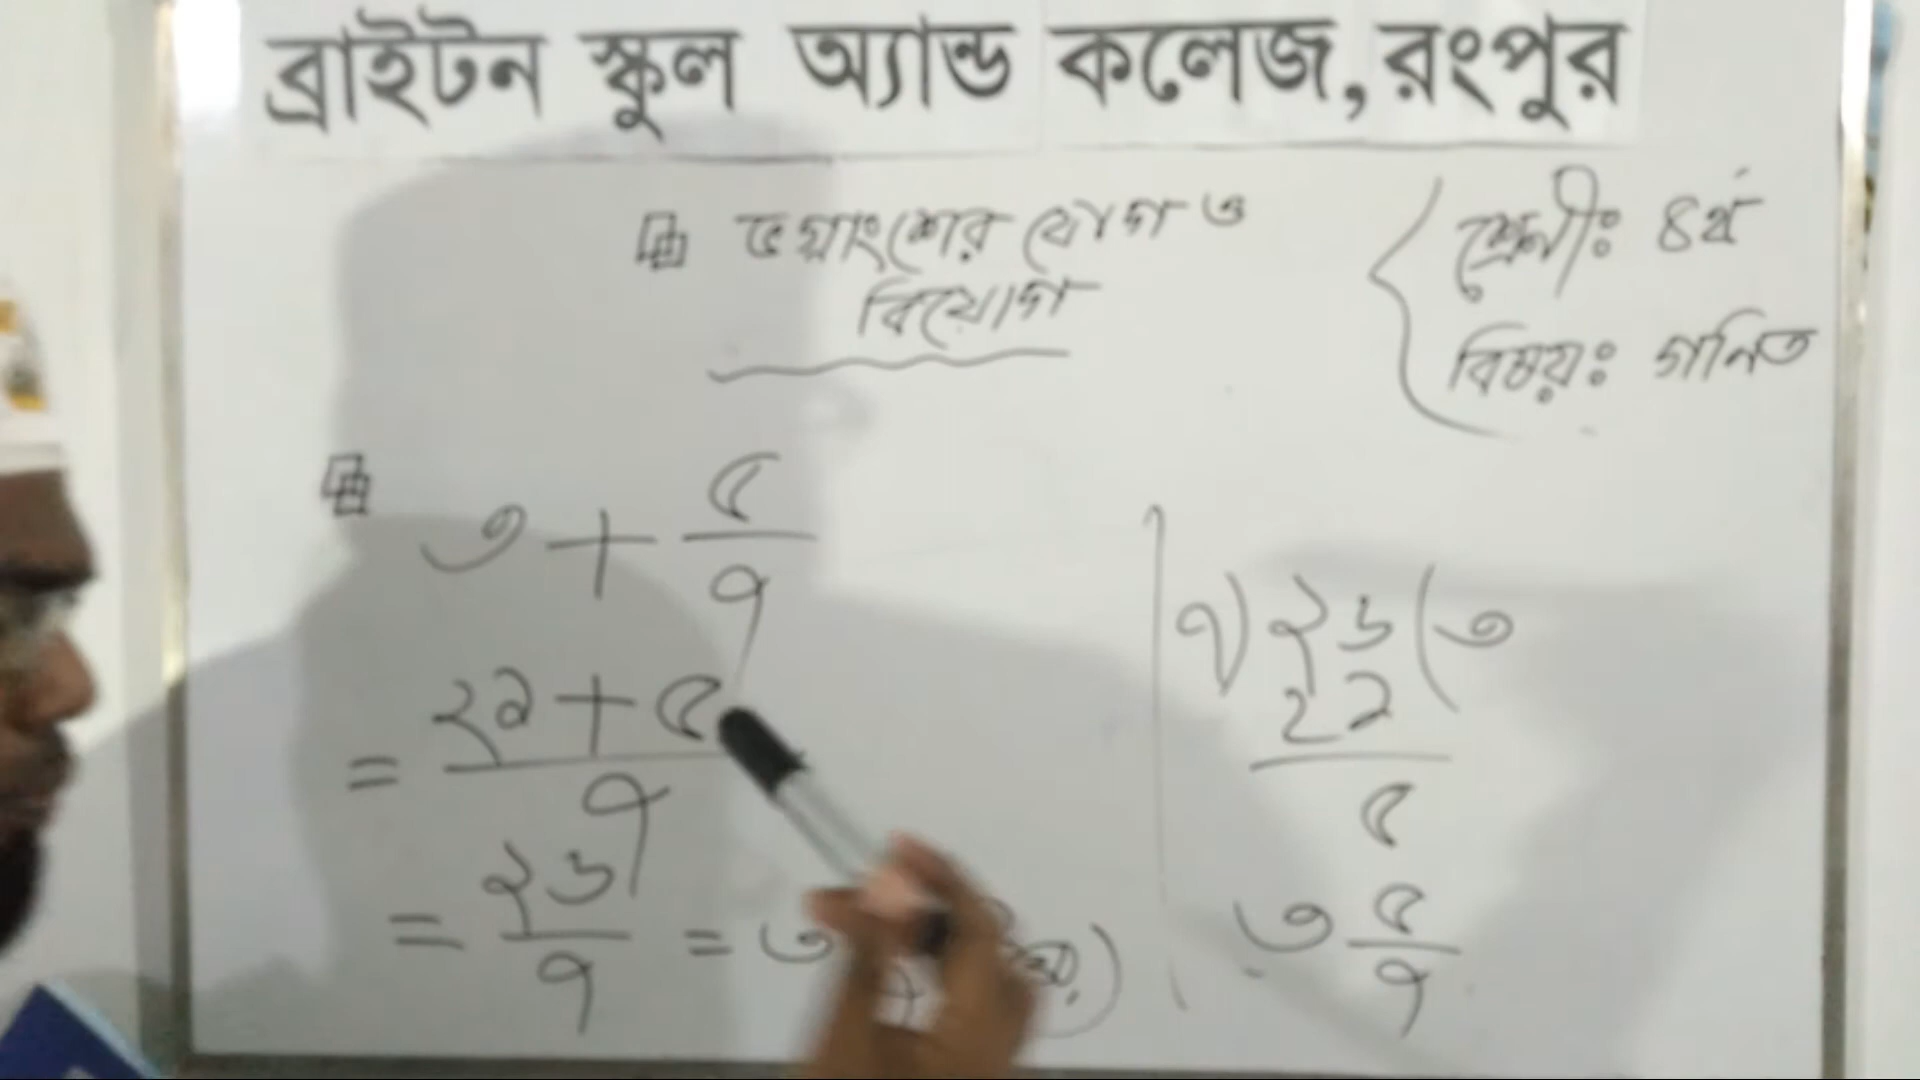 ব্রাইটন স্কুল অ্যান্ড কলেজ, রংপুর
ভগ্নাংশের যোগ ও
বিয়োগ
শ্রেণীঃ ৪র্থ
বিষয়ঃ গনিত
৩ + ৫/৭
= ২১ + ৫ / ৭
= ২৬/৭ = ৩
৭) ২৬ (৩
২১
৫
৩ ৫/৭